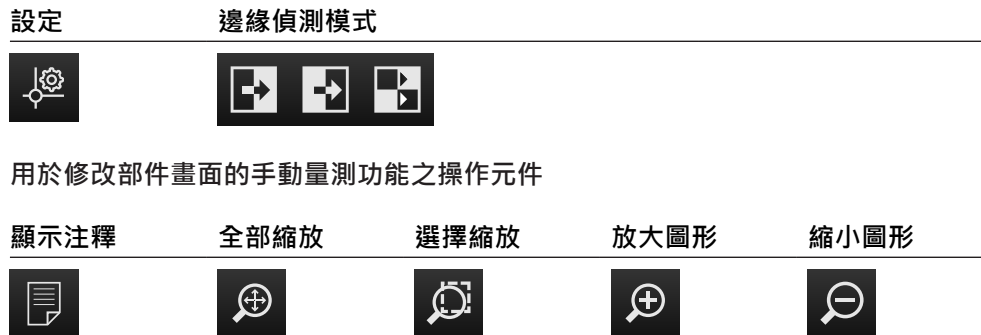 設定 邊緣偵測模式
用於修改部件畫面的手動量測功能之操作元件
顯示注釋 全部縮放 選擇縮放 放大圖形 縮小圖形